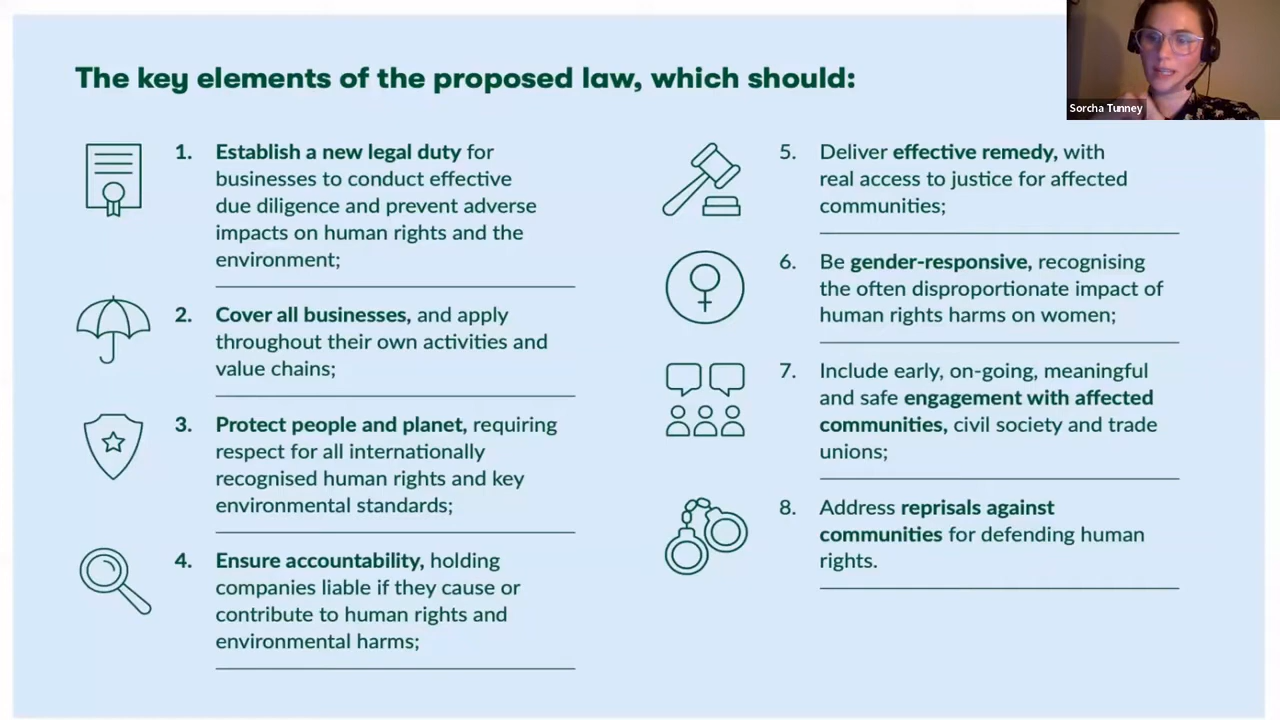 The key elements of the proposed law, which should:
Sorcha Tunney
1. Establish a new legal duty for
businesses to conduct effective
due diligence and prevent adverse
impacts on human rights and the
environment;
2. Cover all businesses, and apply
throughout their own activities and
value chains;
3. Protect people and planet, requiring
respect for all internationally
recognised human rights and key
environmental standards;
4. Ensure accountability, holding
companies liable if they cause or
contribute to human rights and
environmental harms;
5. Deliver effective remedy, with
real access to justice for affected
communities;
6. Be gender-responsive, recognising
the often disproportionate impact of
human rights harms on women;
7. Include early, on-going, meaningful
and safe engagement with affected
communities, civil society and trade
unions;
8. Address reprisals against
communities for defending human
rights.